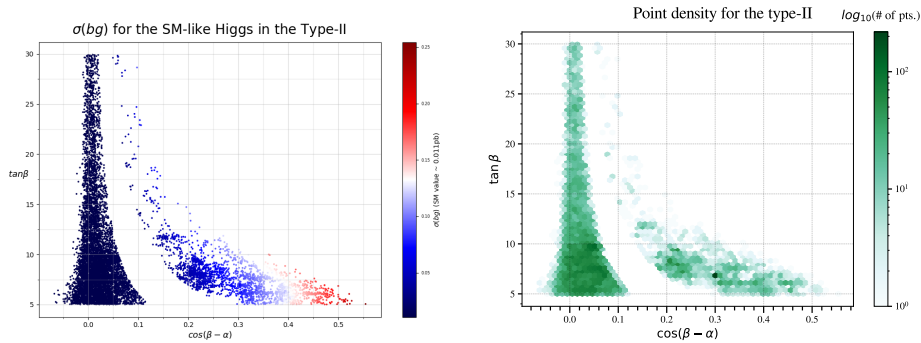 σ(bg) for the SM-like Higgs in the Type-II
30
25
20
tanβ
15
10
5
0.0 0.1 0.2 0.3 0.4 0.5
cos(β − α)
0.25
0.20
0.15
0.10
0.05
σ(bg) (SM value ~ 0.011pb)
Point density for the type-II
log₁₀(# of pts.)
30
25
20
tan β
15
10
5
0.0 0.1 0.2 0.3 0.4 0.5
cos(β − α)
10²
10¹
10⁰